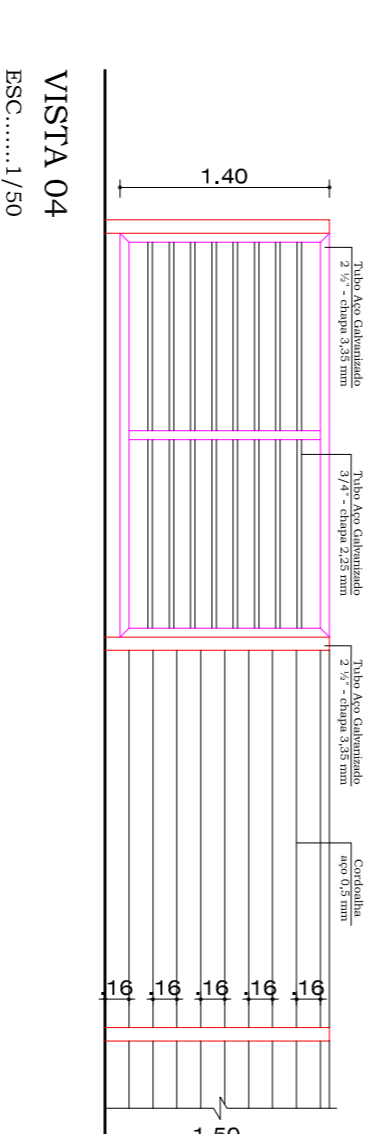 1.40
Tubo Aço Galvanizado
2 ½" - chapa 3,35 mm
Tubo Aço Galvanizado
3/4" - chapa 2,25 mm
Tubo Aço Galvanizado
2 ½" - chapa 3,35 mm
Cordoalha
aço 0,5 mm
.16 .16 .16 .16 .16
1.50
VISTA 04
ESC.......1/50